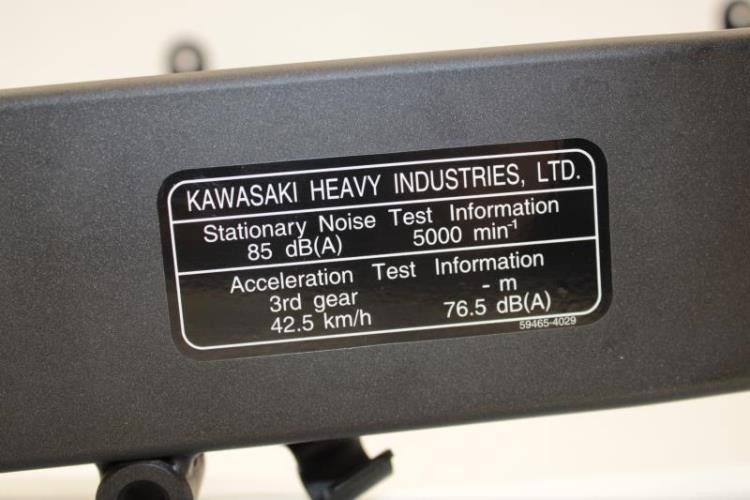 KAWASAKI HEAVY INDUSTRIES, LTD.
Stationary Noise Test Information
85 dB(A) 5000 min⁻¹
Acceleration Test Information
3rd gear - m
42.5 km/h 76.5 dB(A)
59465-4029